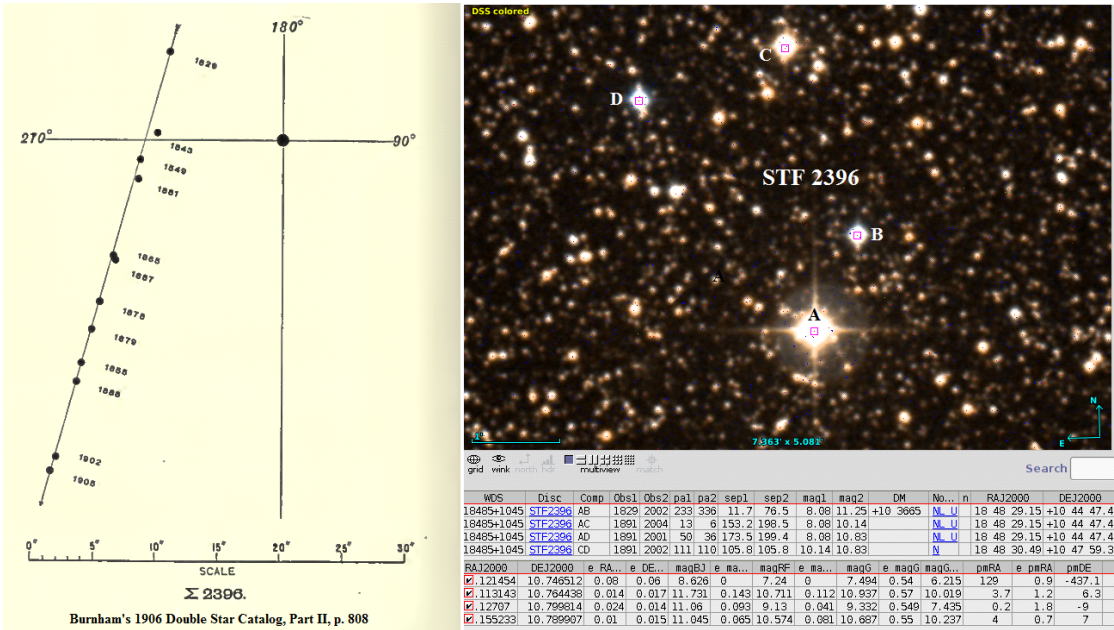 180°
1829
270°
90°
1843
1849
1851
1865
1867
1875
1879
1885
1888
1902
1905
0"
5"
10"
15"
20"
25"
30"
SCALE
Σ 2396.
Burnham's 1906 Double Star Catalog, Part II, p. 808
DSS colored
C
D
STF 2396
B
A
A
N
E
1'
7.363' x 5.081'
grid wink north hdr multiview match
Search
WDS Disc Comp Obs1 Obs2 pa1 pa2 sep1 sep2 mag1 mag2 DM No... n RAJ2000 DEJ2000
18485+1045 STF2396 AB 1829 2002 233 336 11.7 76.5 8.08 11.25 +10 3665 NL U 18 48 29.15 +10 44 47.4
18485+1045 STF2396 AC 1891 2004 13 6 153.2 198.5 8.08 10.14 NL U 18 48 29.15 +10 44 47.4
18485+1045 STF2396 AD 1891 2002 50 36 173.5 199.4 8.08 10.83 NL U 18 48 29.15 +10 44 47.4
18485+1045 STF2396 CD 1891 2002 111 110 105.8 105.8 10.14 10.83 N 18 48 30.49 +10 47 59.3
RAJ2000 DEJ2000 e RA... e DE... magBJ e ma... magRF e ma... magG e magG magG... pmRA e pmRA pmDE
.121454 10.746512 0.08 0.06 8.626 0 7.24 0 7.494 0.54 6.215 129 0.9 -437.1
.113143 10.764438 0.014 0.017 11.731 0.143 10.711 0.112 10.937 0.57 10.019 3.7 1.2 6.3
.12707 10.799814 0.024 0.014 11.06 0.093 9.13 0.041 9.332 0.549 7.435 0.2 1.8 -9
.155233 10.789907 0.01 0.015 11.045 0.065 10.574 0.081 10.687 0.55 10.237 4 0.7 7